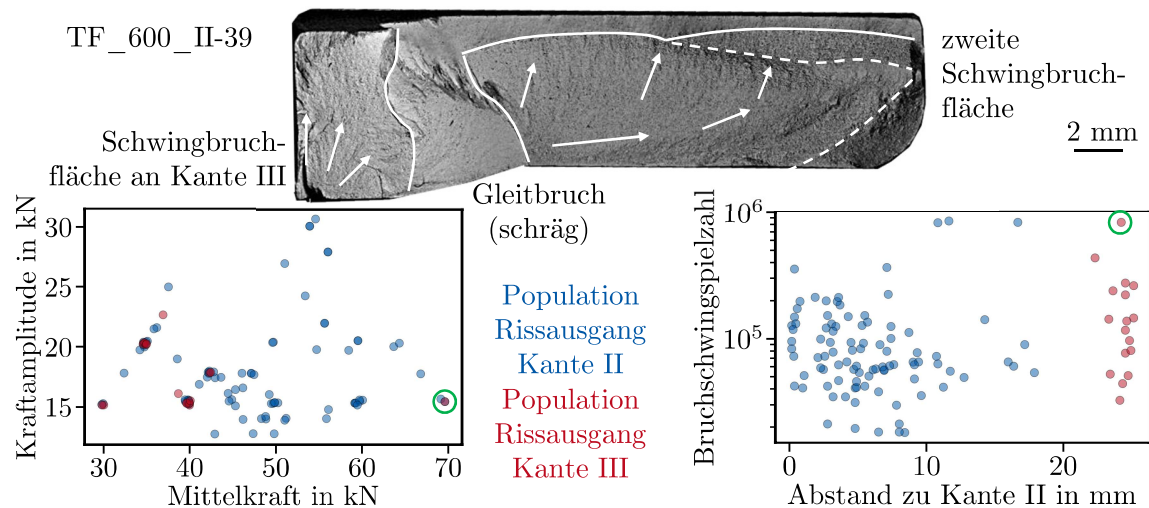 TF_600_II-39
zweite
Schwingbruch-
fläche
2 mm
Schwingbruch-
fläche an Kante III
Gleitbruch
(schräg)
Kraftamplitude in kN
30
25
20
15
30
40
50
60
70
Mittelkraft in kN
Population
Rissausgang
Kante II
Population
Rissausgang
Kante III
Bruchschwingspielzahl
10⁶
10⁵
0
10
20
Abstand zu Kante II in mm